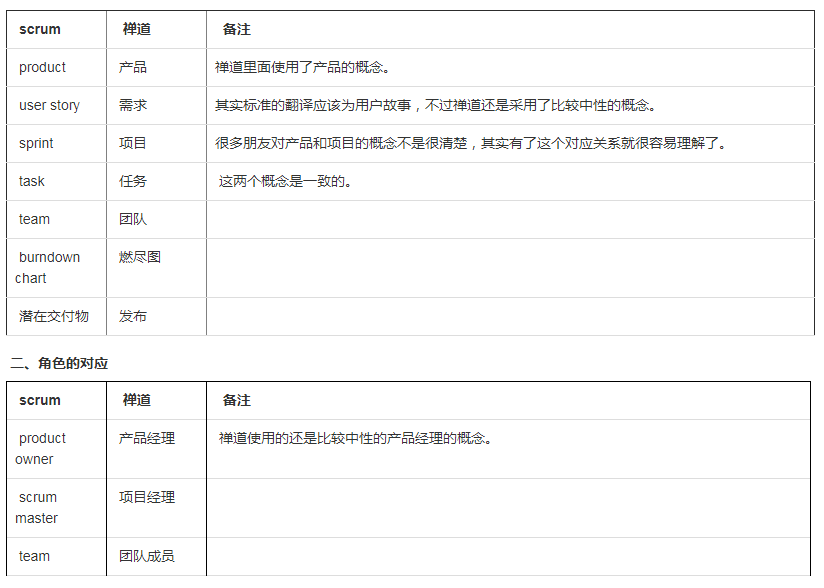 scrum 禅道 备注
product 产品 禅道里面使用了产品的概念。
user story 需求 其实标准的翻译应该为用户故事，不过禅道还是采用了比较中性的概念。
sprint 项目 很多朋友对产品和项目的概念不是很清楚，其实有了这个对应关系就很容易理解了。
task 任务 这两个概念是一致的。
team 团队
burndown 燃尽图
chart
潜在交付物 发布
二、角色的对应
scrum 禅道 备注
product 产品经理 禅道使用的还是比较中性的产品经理的概念。
owner
scrum 项目经理
master
team 团队成员